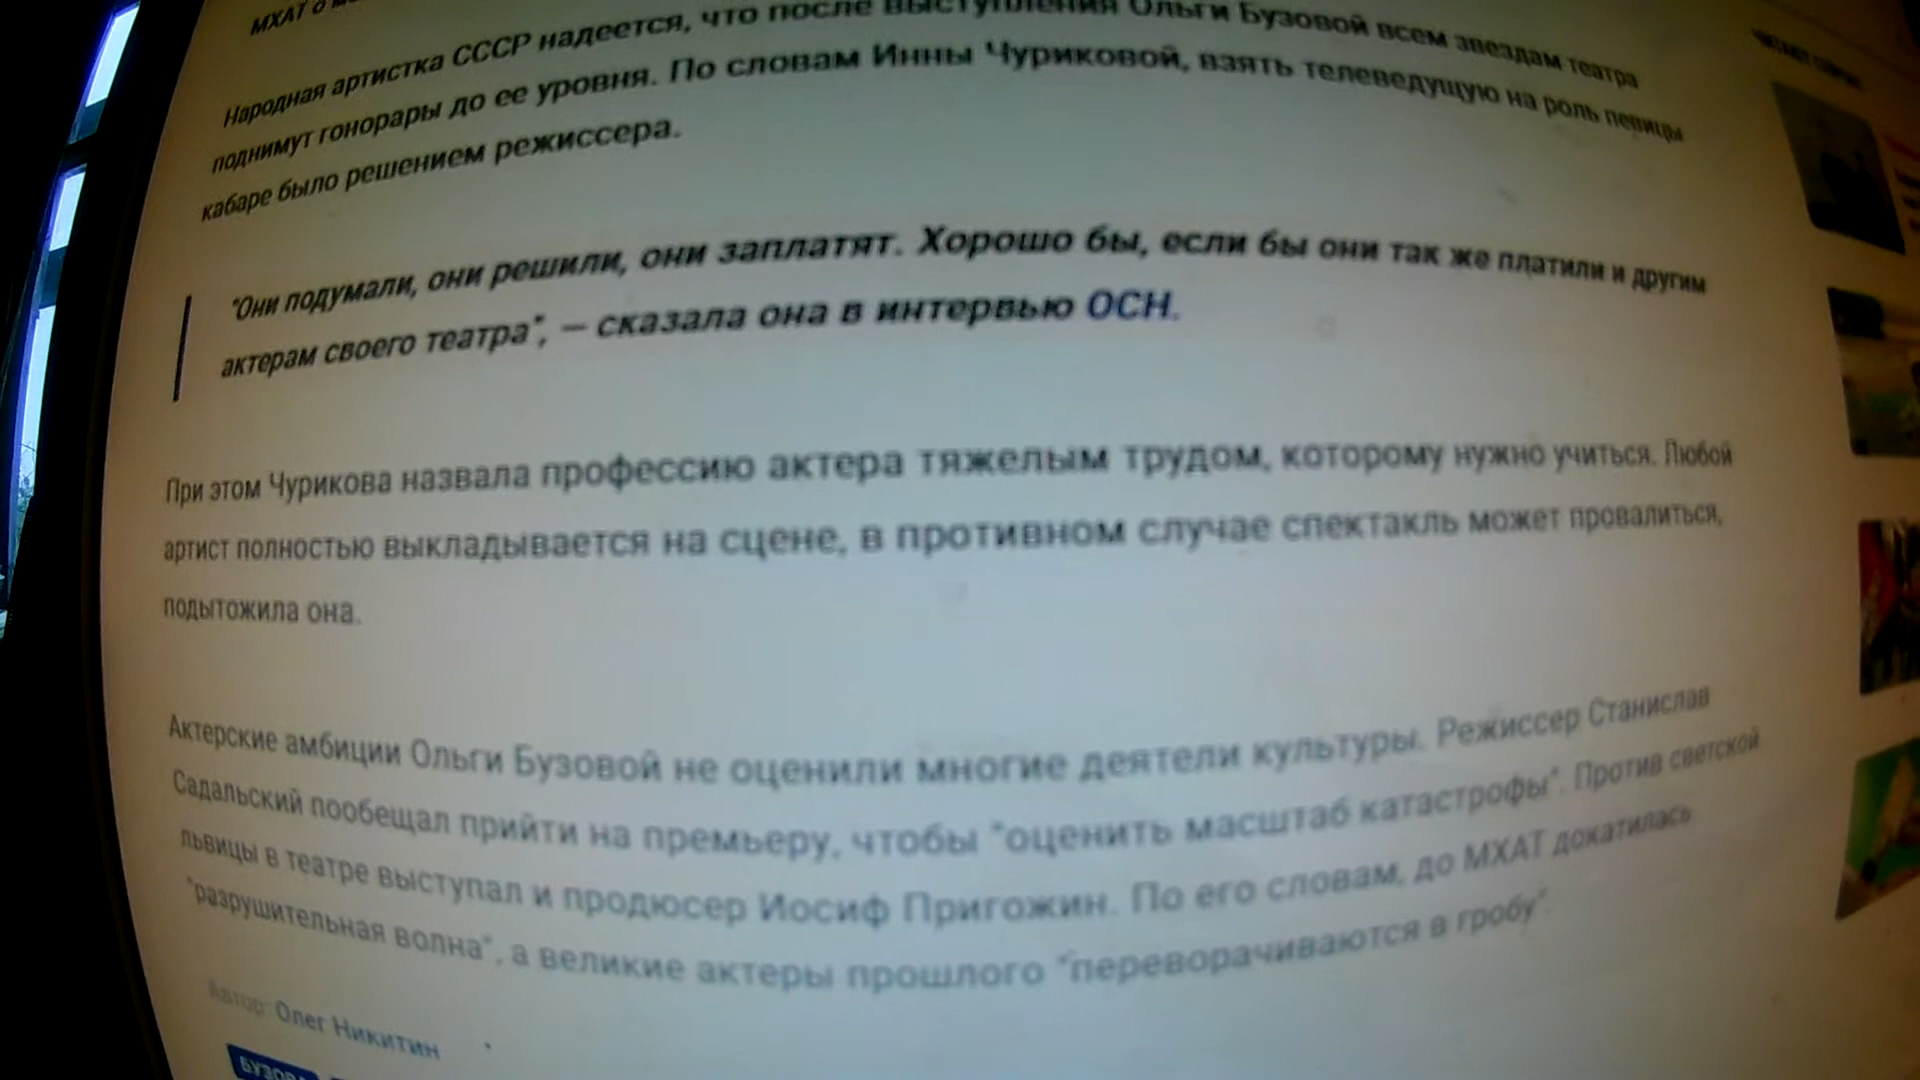 МХАТ о
Народная артистка СССР надеется, что после выступления Ольги Бузовой всем звездам театра
поднимут гонорары до ее уровня. По словам Инны Чуриковой, взять телеведущую на роль певицы
кабаре было решением режиссера.
"Они подумали, они решили, они заплатят. Хорошо бы, если бы они так же платили и другим
актерам своего театра", — сказала она в интервью ОСН.
При этом Чурикова назвала профессию актера тяжелым трудом, которому нужно учиться. Любой
артист полностью выкладывается на сцене, в противном случае спектакль может провалиться,
подытожила она.
Актерские амбиции Ольги Бузовой не оценили многие деятели культуры. Режиссер Станислав
Садальский пообещал прийти на премьеру, чтобы "оценить масштаб катастрофы". Против светской
львицы в театре выступал и продюсер Иосиф Пригожин. По его словам, до МХАТ докатилась
"разрушительная волна", а великие актеры прошлого "переворачиваются в гробу".
Автор: Олег Никитин
БУЗОВА